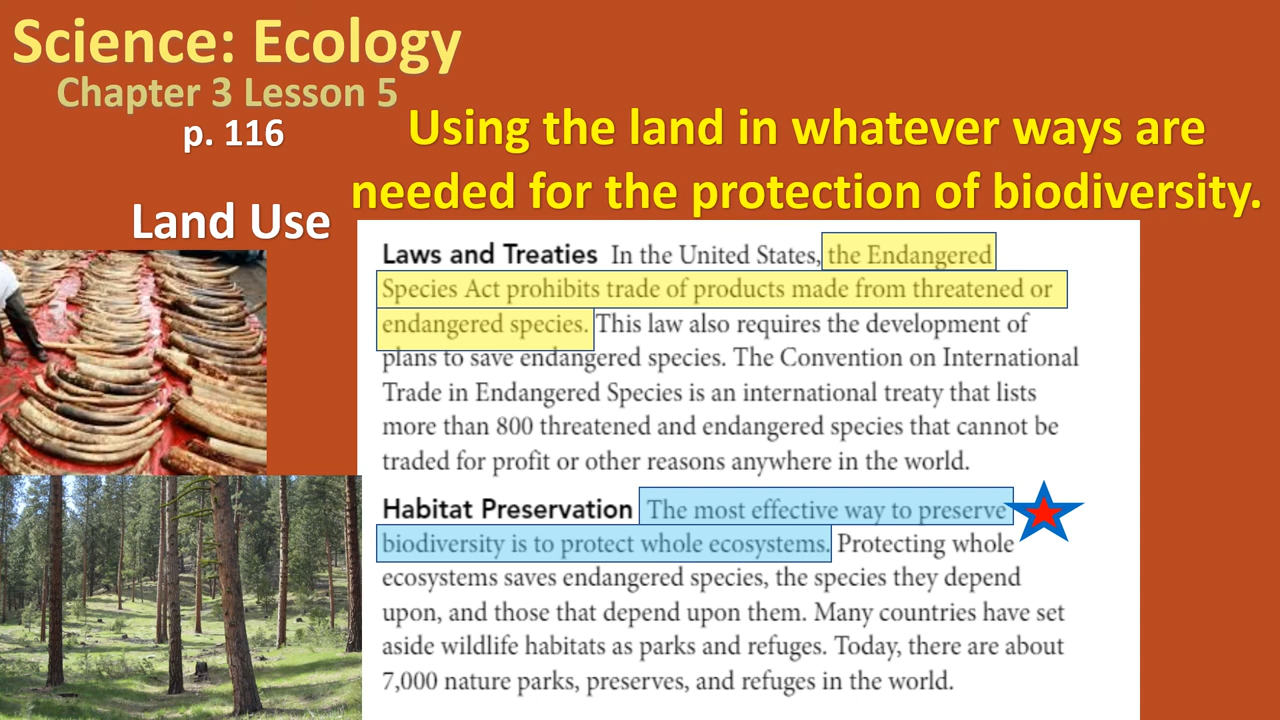 Science: Ecology
Chapter 3 Lesson 5
p. 116
Using the land in whatever ways are
needed for the protection of biodiversity.
Land Use
Laws and Treaties In the United States, the Endangered
Species Act prohibits trade of products made from threatened or
endangered species. This law also requires the development of
plans to save endangered species. The Convention on International
Trade in Endangered Species is an international treaty that lists
more than 800 threatened and endangered species that cannot be
traded for profit or other reasons anywhere in the world.
Habitat Preservation The most effective way to preserve
biodiversity is to protect whole ecosystems. Protecting whole
ecosystems saves endangered species, the species they depend
upon, and those that depend upon them. Many countries have set
aside wildlife habitats as parks and refuges. Today, there are about
7,000 nature parks, preserves, and refuges in the world.